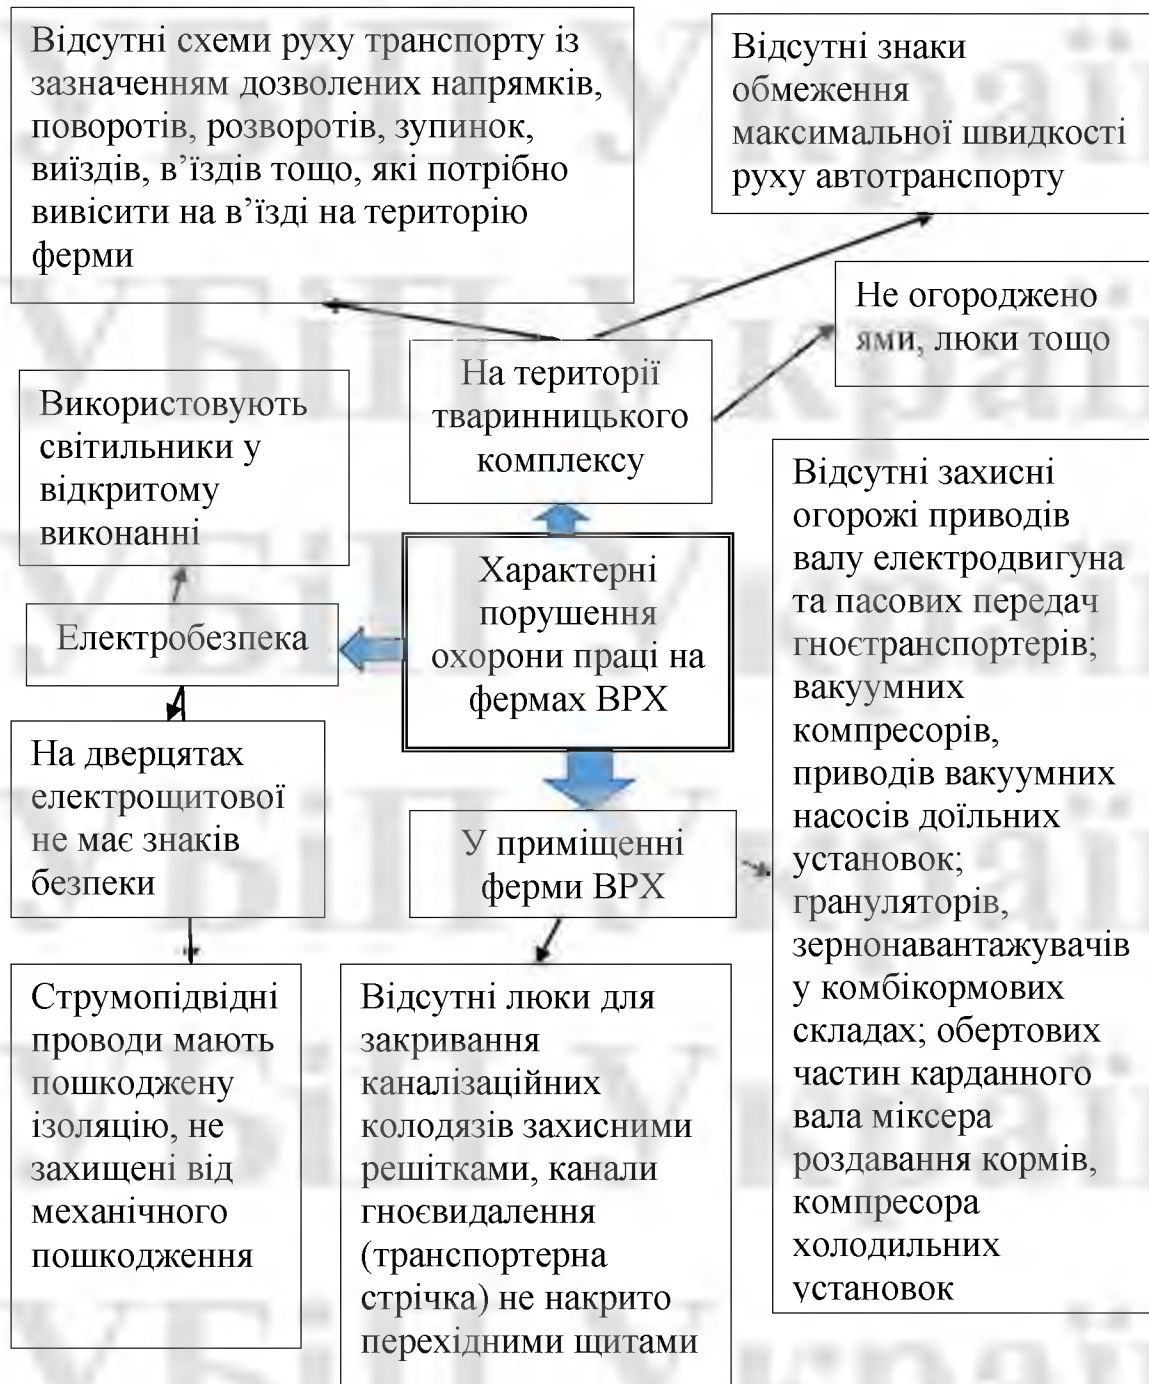 Відсутні схеми руху транспорту із
зазначенням дозволених напрямків,
поворотів, розворотів, зупинок,
виїздів, в’їздів тощо, які потрібно
вивісити на в’їзді на територію
ферми
Відсутні знаки
обмеження
максимальної швидкості
руху автотранспорту
Не огороджено
ями, люки тощо
На території
тваринницького
комплексу
Використовують
світильники у
відкритому
виконанні
Характерні
порушення
охорони праці на
фермах ВРХ
Електробезпека
На дверцятах
електрощитової
не має знаків
безпеки
У приміщенні
ферми ВРХ
Відсутні захисні
огорожі приводів
валу електродвигуна
та пасових передач
гноєтранспортерів;
вакуумних
компресорів,
приводів вакуумних
насосів доїльних
установок;
грануляторів,
зернонавантажувачів
у комбікормових
складах; обертових
частин карданного
вала міксера
роздавання кормів,
компресора
холодильних
установок
Струмопідвідні
проводи мають
пошкоджену
ізоляцію, не
захищені від
механічного
пошкодження
Відсутні люки для
закривання
каналізаційних
колодязів захисними
решітками, канали
гноєвидалення
(транспортерна
стрічка) не накрито
перехідними щитами